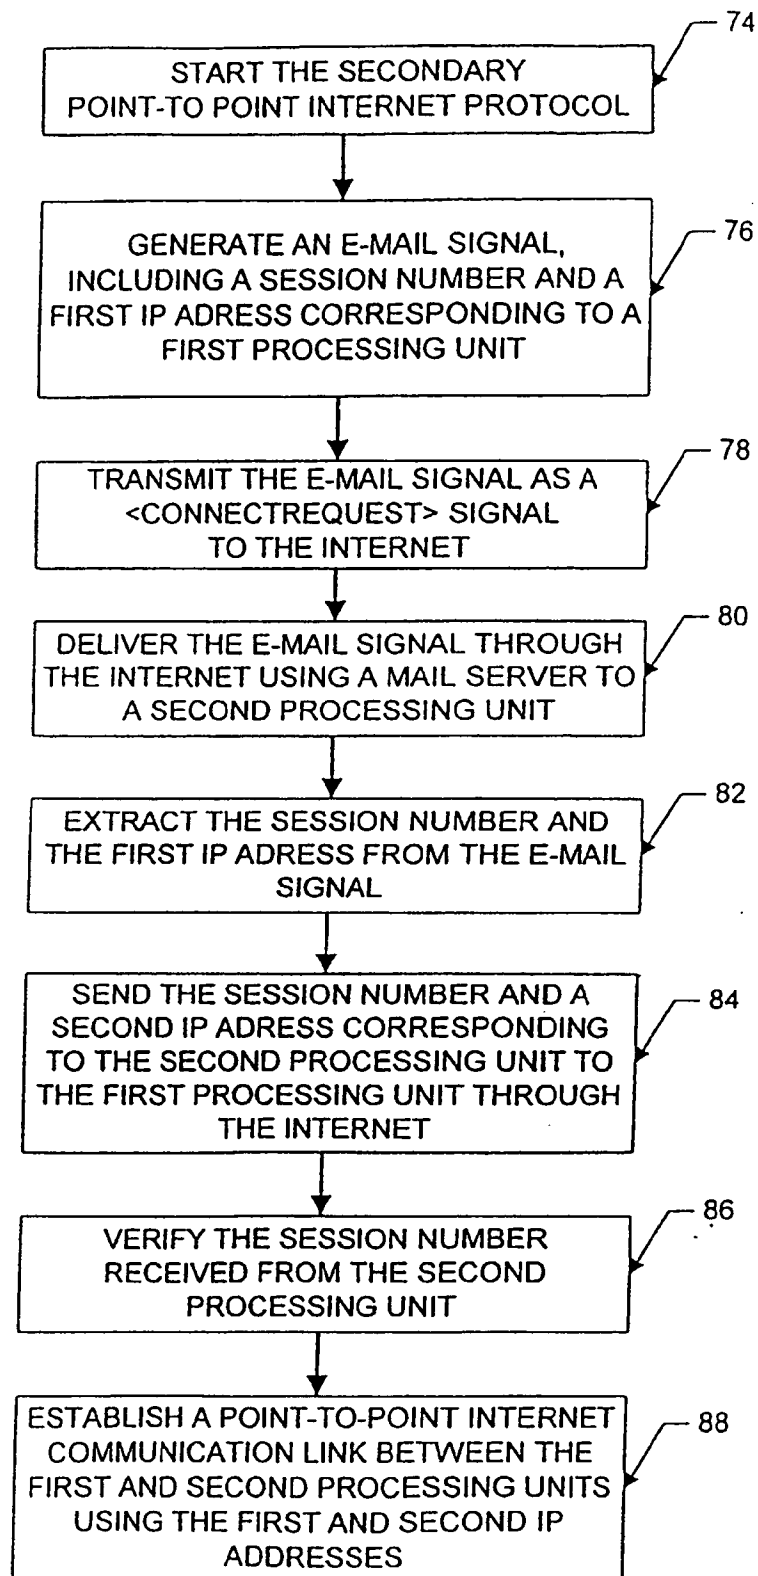 74
START THE SECONDARY
POINT-TO POINT INTERNET PROTOCOL
76
GENERATE AN E-MAIL SIGNAL,
INCLUDING A SESSION NUMBER AND A
FIRST IP ADRESS CORRESPONDING TO A
FIRST PROCESSING UNIT
78
TRANSMIT THE E-MAIL SIGNAL AS A
<CONNECTREQUEST> SIGNAL
TO THE INTERNET
80
DELIVER THE E-MAIL SIGNAL THROUGH
THE INTERNET USING A MAIL SERVER TO
A SECOND PROCESSING UNIT
82
EXTRACT THE SESSION NUMBER AND
THE FIRST IP ADRESS FROM THE E-MAIL
SIGNAL
84
SEND THE SESSION NUMBER AND A
SECOND IP ADRESS CORRESPONDING
TO THE SECOND PROCESSING UNIT TO
THE FIRST PROCESSING UNIT THROUGH
THE INTERNET
86
VERIFY THE SESSION NUMBER
RECEIVED FROM THE SECOND
PROCESSING UNIT
88
ESTABLISH A POINT-TO-POINT INTERNET
COMMUNICATION LINK BETWEEN THE
FIRST AND SECOND PROCESSING UNITS
USING THE FIRST AND SECOND IP
ADDRESSES